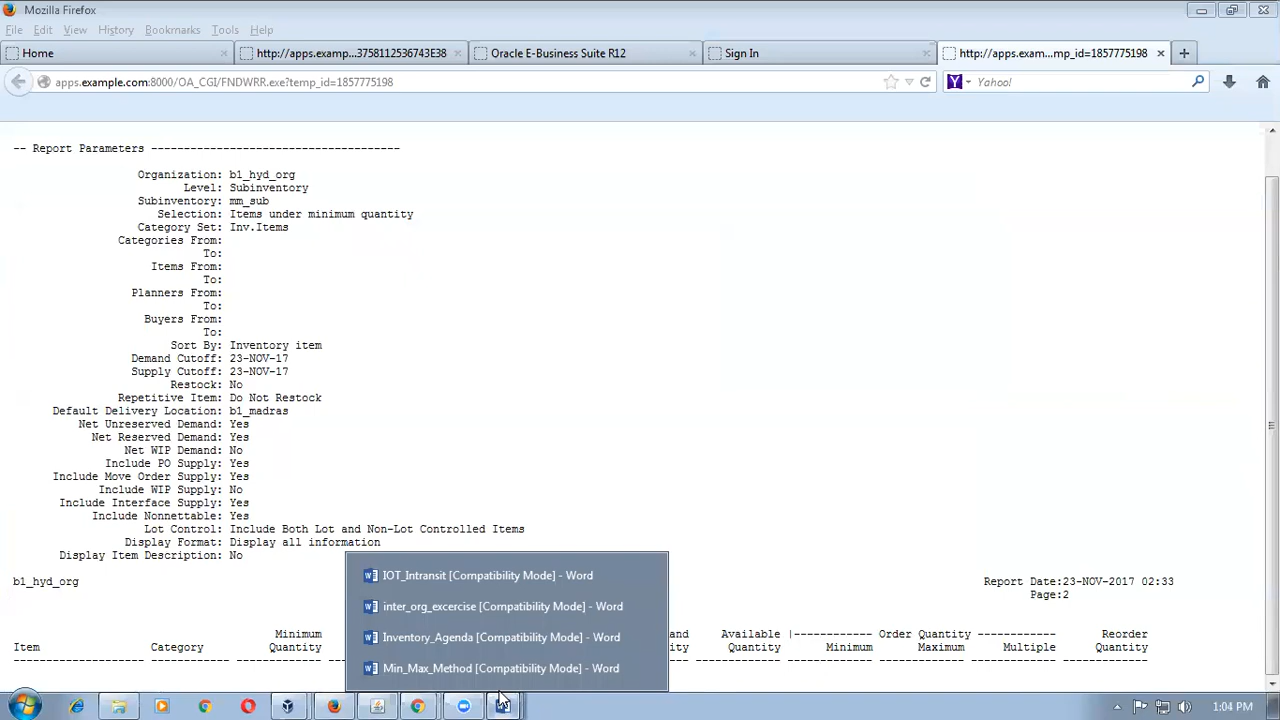 Mozilla Firefox
File Edit View History Bookmarks Tools Help
Home
http://apps.examp...3758112536743E38
Oracle E-Business Suite R12
Sign In
http://apps.exam...mp_id=1857775198
apps.example.com:8000/OA_CGI/FNDWRR.exe?temp_id=1857775198
Yahoo!
-- Report Parameters --------------------------------------
Organization: b1_hyd_org
Level: Subinventory
Subinventory: mm_sub
Selection: Items under minimum quantity
Category Set: Inv.Items
Categories From:
To:
Items From:
To:
Planners From:
To:
Buyers From:
To:
Sort By: Inventory item
Demand Cutoff: 23-NOV-17
Supply Cutoff: 23-NOV-17
Restock: No
Repetitive Item: Do Not Restock
Default Delivery Location: b1_madras
Net Unreserved Demand: Yes
Net Reserved Demand: Yes
Net WIP Demand: No
Include PO Supply: Yes
Include Move Order Supply: Yes
Include WIP Supply: No
Include Interface Supply: Yes
Include Nonnettable: Yes
Lot Control: Include Both Lot and Non-Lot Controlled Items
Display Format: Display all information
Display Item Description: No
b1_hyd_org Report Date:23-NOV-2017 02:33
Page:2
Minimum and Available |------------ Order Quantity ------------ Reorder
Item Category Quantity Quantity Minimum Maximum Multiple Quantity
IOT_Intransit [Compatibility Mode] - Word
inter_org_excercise [Compatibility Mode] - Word
Inventory_Agenda [Compatibility Mode] - Word
Min_Max_Method [Compatibility Mode] - Word
1:04 PM